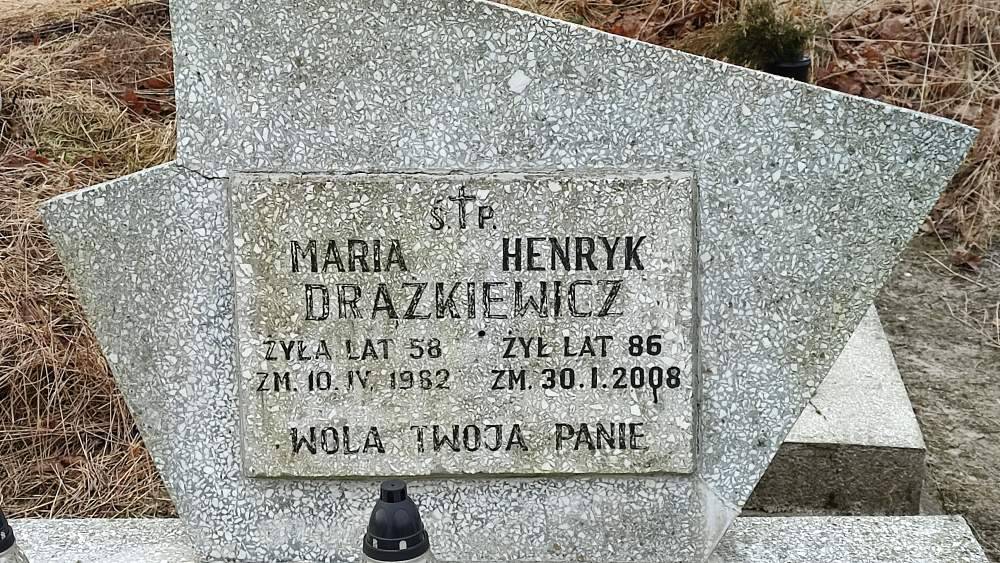 Ś.†P.
MARIA HENRYK
DRĄŻKIEWICZ
ŻYŁA LAT 58 ŻYŁ LAT 86
ZM. 10. IV. 1982 ZM. 30. I. 2008
WOLA TWOJA PANIE